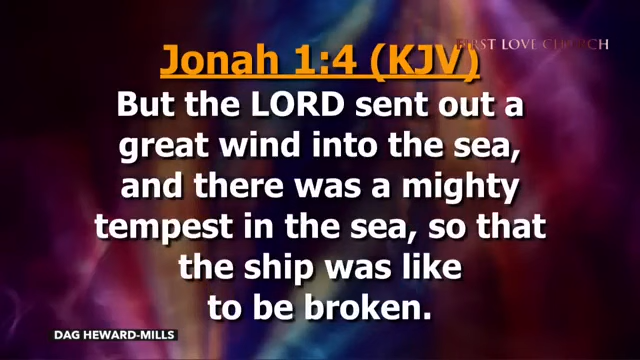 FIRST LOVE CHURCH
Jonah 1:4 (KJV)
But the LORD sent out a
great wind into the sea,
and there was a mighty
tempest in the sea, so that
the ship was like
to be broken.
DAG HEWARD-MILLS